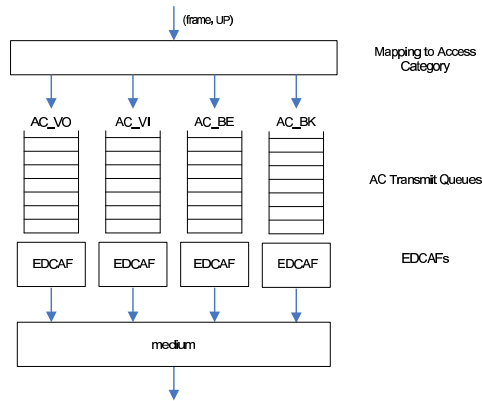 (frame, UP)
Mapping to Access
Category
AC_VO AC_VI AC_BE AC_BK
AC Transmit Queues
EDCAF EDCAF EDCAF EDCAF
EDCAFs
medium